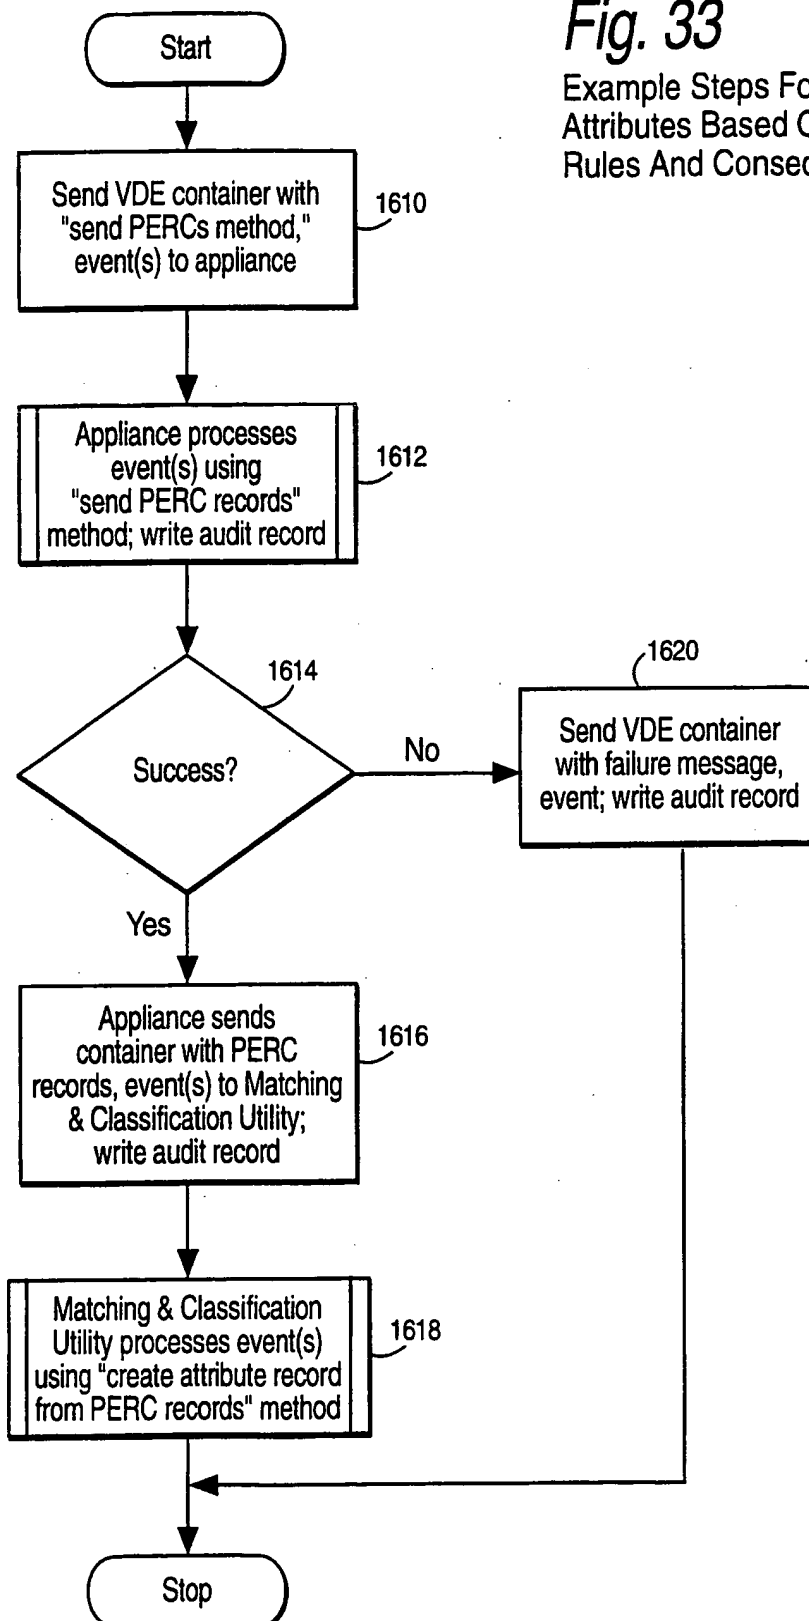 Fig. 33
Example Steps Fo
Attributes Based O
Rules And Consec
Start
Send VDE container with
"send PERCs method,"
event(s) to appliance
1610
Appliance processes
event(s) using
"send PERC records"
method; write audit record
1612
Success?
1614
No
Yes
1620
Send VDE container
with failure message,
event; write audit record
Appliance sends
container with PERC
records, event(s) to Matching
& Classification Utility;
write audit record
1616
Matching & Classification
Utility processes event(s)
using "create attribute record
from PERC records" method
1618
Stop